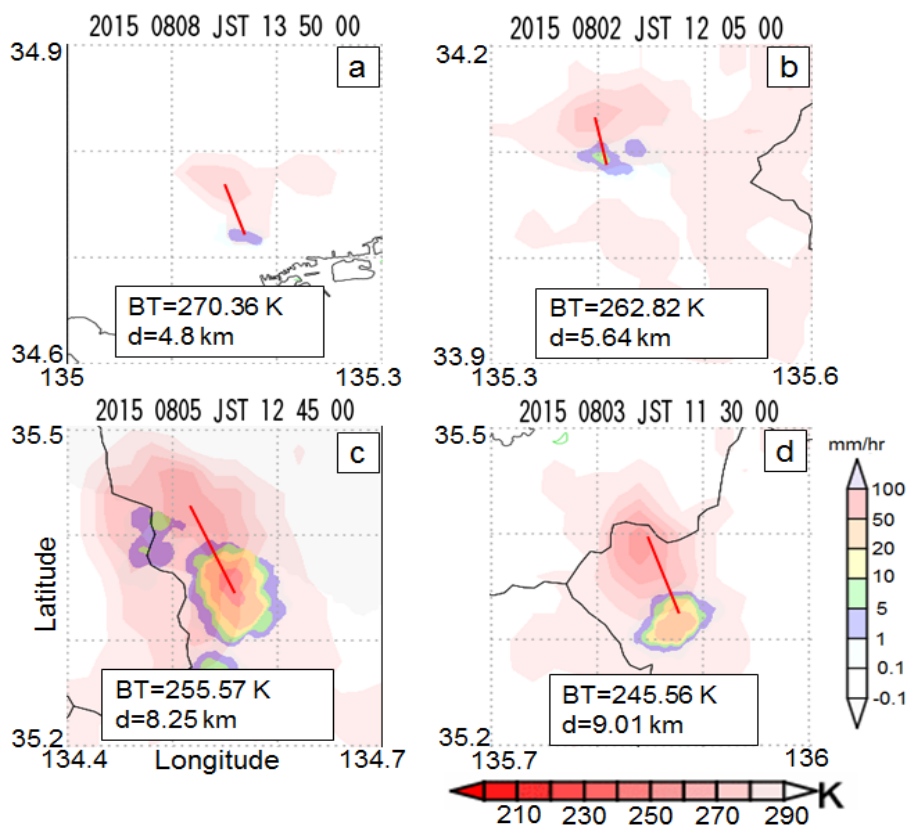 2015 0808 JST 13 50 00
34.9
a
BT=270.36 K
d=4.8 km
34.6
135
135.3
2015 0802 JST 12 05 00
34.2
b
BT=262.82 K
d=5.64 km
33.9
135.3
135.6
2015 0805 JST 12 45 00
35.5
c
Latitude
BT=255.57 K
d=8.25 km
35.2
134.4
Longitude
134.7
2015 0803 JST 11 30 00
35.5
d
BT=245.56 K
d=9.01 km
35.2
135.7
136
mm/hr
100
50
20
10
5
1
0.1
-0.1
210
230
250
270
290
K